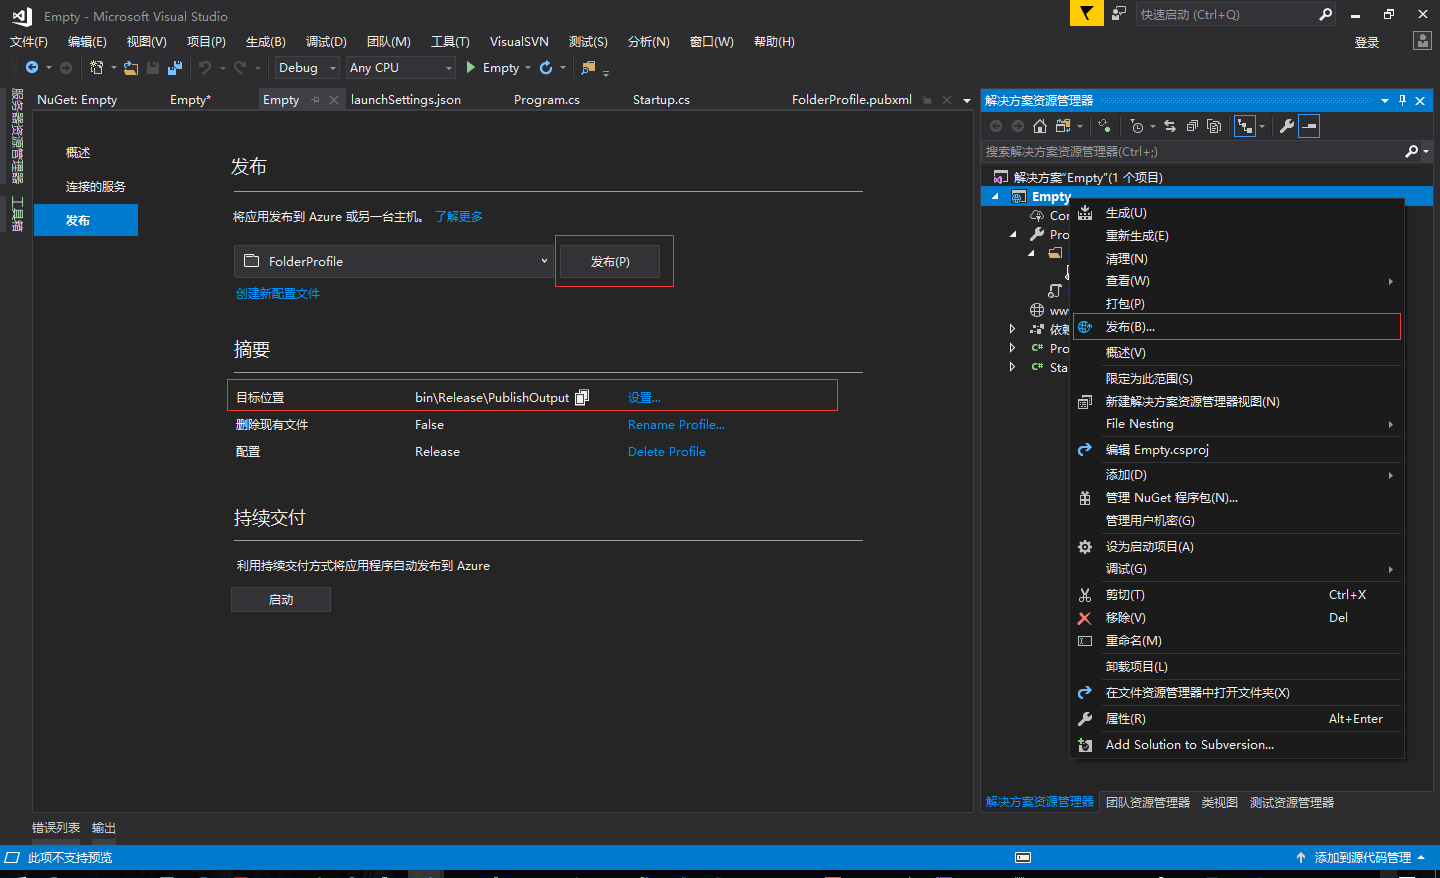 Empty - Microsoft Visual Studio
快速启动 (Ctrl+Q)
文件(F) 编辑(E) 视图(V) 项目(P) 生成(B) 调试(D) 团队(M) 工具(T) VisualSVN 测试(S) 分析(N) 窗口(W) 帮助(H)
登录
Debug Any CPU Empty
服务器资源管理器
工具箱
NuGet: Empty Empty* Empty launchSettings.json Program.cs Startup.cs FolderProfile.pubxml
概述
连接的服务
发布
发布
将应用发布到 Azure 或另一台主机。 了解更多
FolderProfile
发布(P)
创建新配置文件
摘要
目标位置 bin\Release\PublishOutput 设置...
删除现有文件 False Rename Profile...
配置 Release Delete Profile
持续交付
利用持续交付方式将应用程序自动发布到 Azure
启动
解决方案资源管理器
搜索解决方案资源管理器(Ctrl+;)
解决方案"Empty"(1 个项目)
Empty
Con
Pro
ww
依赖
C# Pro
C# Sta
生成(U)
重新生成(E)
清理(N)
查看(W)
打包(P)
发布(B)...
概述(V)
限定为此范围(S)
新建解决方案资源管理器视图(N)
File Nesting
编辑 Empty.csproj
添加(D)
管理 NuGet 程序包(N)...
管理用户机密(G)
设为启动项目(A)
调试(G)
剪切(T) Ctrl+X
移除(V) Del
重命名(M)
卸载项目(L)
在文件资源管理器中打开文件夹(X)
属性(R) Alt+Enter
Add Solution to Subversion...
解决方案资源管理器 团队资源管理器 类视图 测试资源管理器
错误列表 输出
此项不支持预览
添加到源代码管理